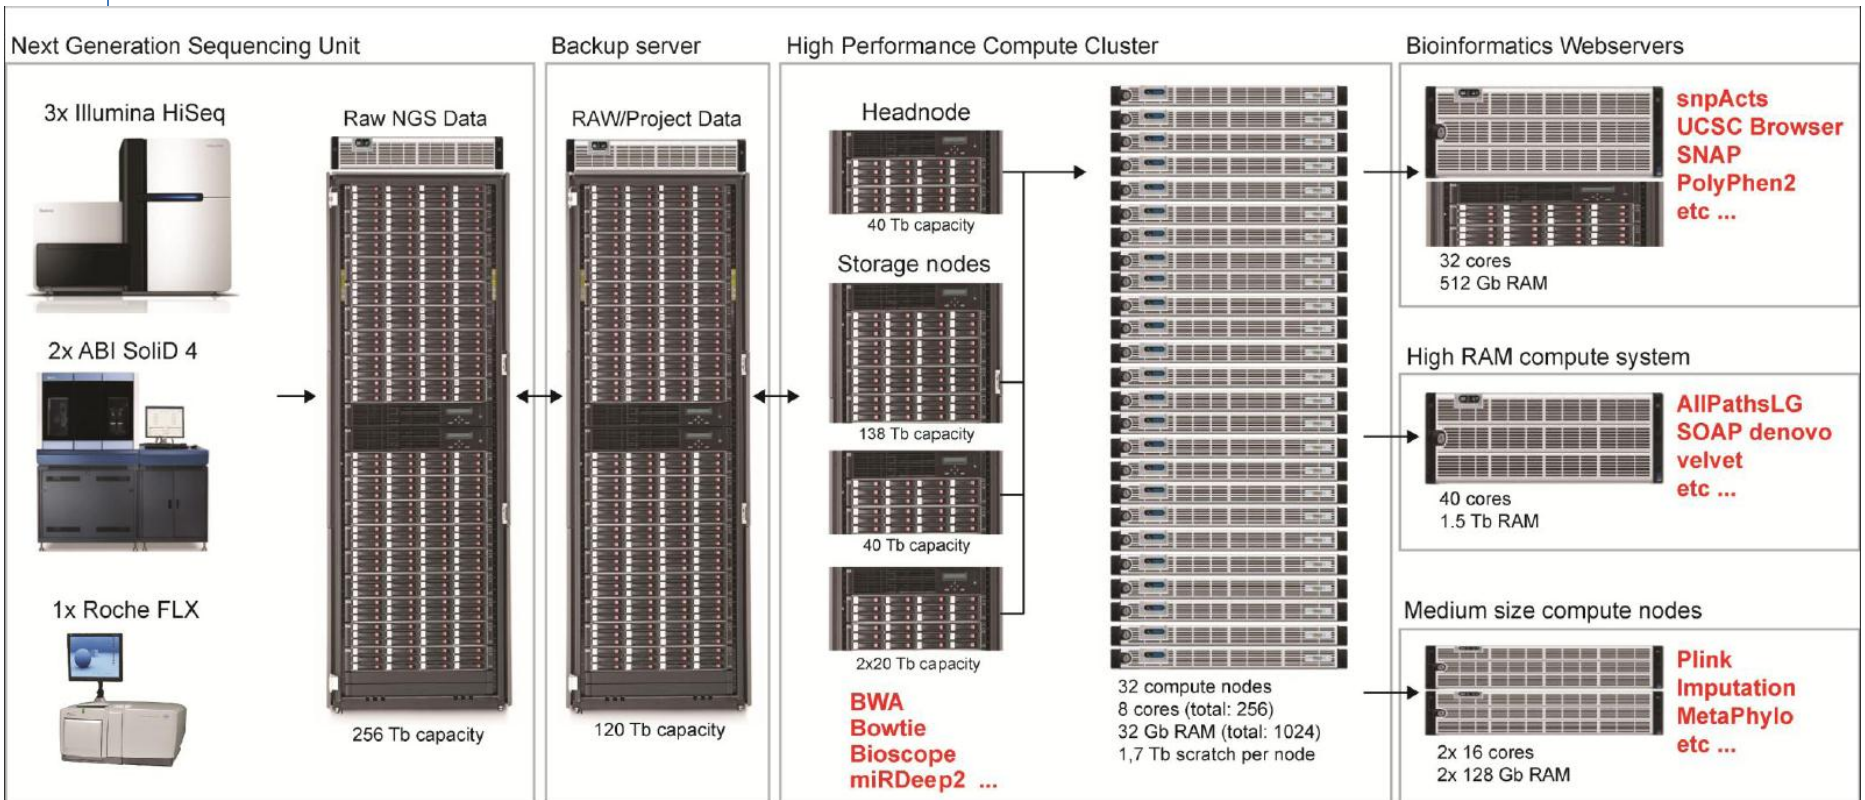 Next Generation Sequencing Unit
3x Illumina HiSeq
Raw NGS Data
2x ABI SoliD 4
1x Roche FLX
256 Tb capacity
Backup server
RAW/Project Data
120 Tb capacity
High Performance Compute Cluster
Headnode
40 Tb capacity
Storage nodes
138 Tb capacity
40 Tb capacity
2x20 Tb capacity
BWA
Bowtie
Bioscope
miRDeep2 ...
32 compute nodes
8 cores (total: 256)
32 Gb RAM (total: 1024)
1,7 Tb scratch per node
Bioinformatics Webservers
snpActs
UCSC Browser
SNAP
PolyPhen2
etc ...
32 cores
512 Gb RAM
High RAM compute system
AllPathsLG
SOAP denovo
velvet
etc ...
40 cores
1.5 Tb RAM
Medium size compute nodes
Plink
Imputation
MetaPhylo
etc ...
2x 16 cores
2x 128 Gb RAM